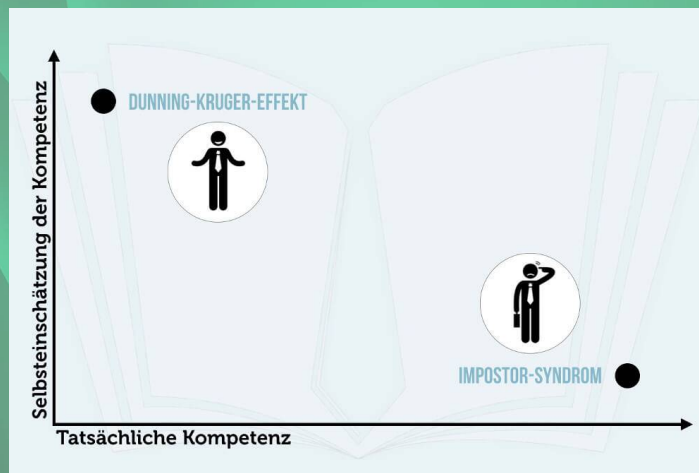 Selbsteinschätzung der Kompetenz
DUNNING-KRUGER-EFFEKT
IMPOSTOR-SYNDROM
Tatsächliche Kompetenz